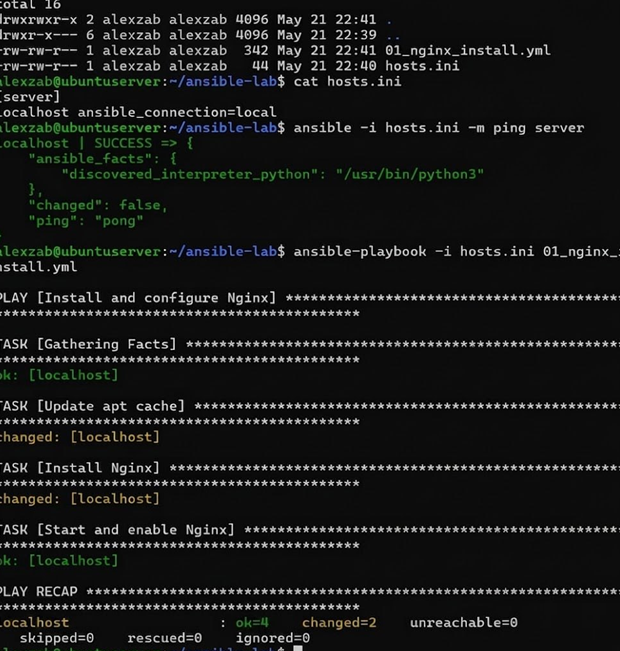 total 16
drwxrwxr-x 2 alexzab alexzab 4096 May 21 22:41 .
drwxr-x--- 6 alexzab alexzab 4096 May 21 22:39 ..
-rw-rw-r-- 1 alexzab alexzab  342 May 21 22:41 01_nginx_install.yml
-rw-rw-r-- 1 alexzab alexzab   44 May 21 22:40 hosts.ini
alexzab@ubuntuserver:~/ansible-lab$ cat hosts.ini
[server]
localhost ansible_connection=local
alexzab@ubuntuserver:~/ansible-lab$ ansible -i hosts.ini -m ping server
localhost | SUCCESS => {
    "ansible_facts": {
        "discovered_interpreter_python": "/usr/bin/python3"
    },
    "changed": false,
    "ping": "pong"
}
alexzab@ubuntuserver:~/ansible-lab$ ansible-playbook -i hosts.ini 01_nginx_i
nstall.yml
PLAY [Install and configure Nginx] ***********************************
************************************
TASK [Gathering Facts] ***********************************************
************************************
ok: [localhost]
TASK [Update apt cache] **********************************************
************************************
changed: [localhost]
TASK [Install Nginx] *************************************************
************************************
changed: [localhost]
TASK [Start and enable Nginx] ****************************************
************************************
ok: [localhost]
PLAY RECAP ***********************************************************
************************************
localhost                  : ok=4    changed=2    unreachable=0
   skipped=0    rescued=0    ignored=0